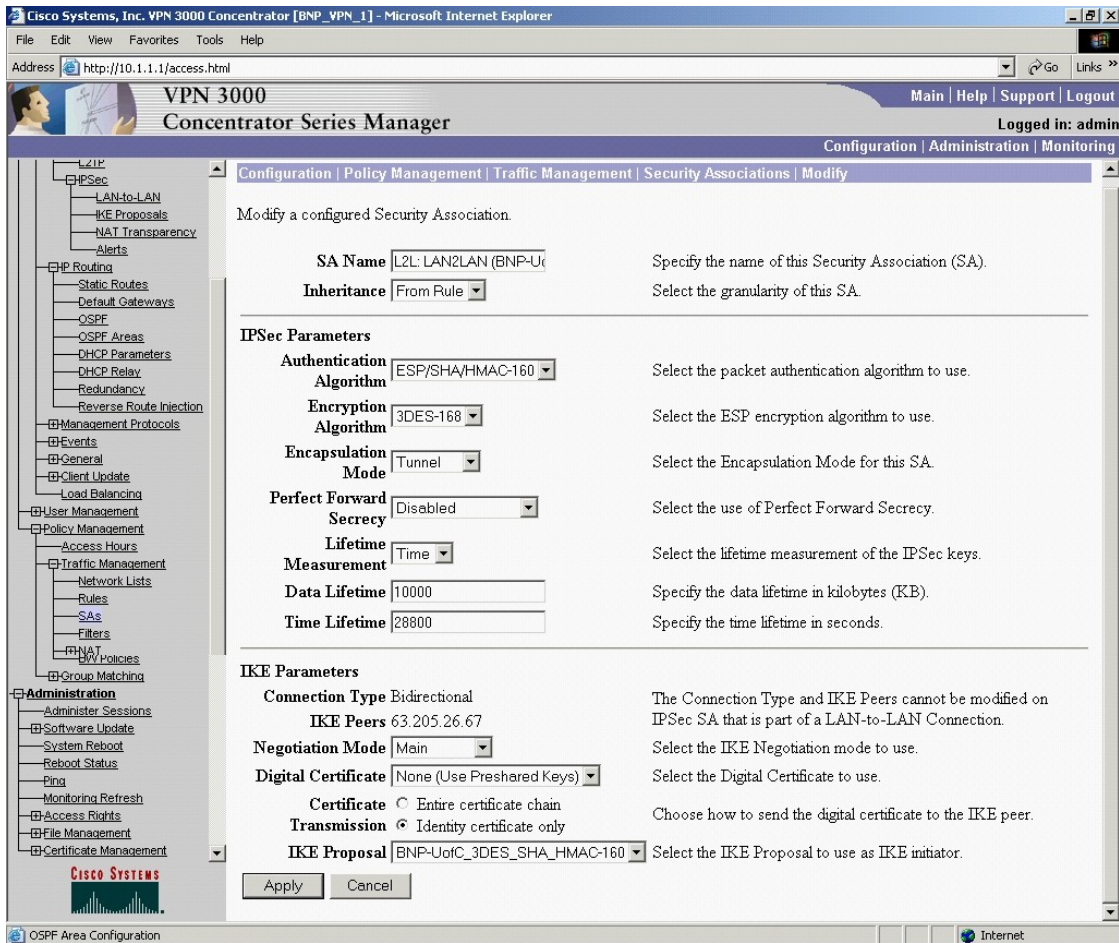 Cisco Systems, Inc. VPN 3000 Concentrator [BNP_VPN_1] - Microsoft Internet Explorer
File Edit View Favorites Tools Help
Address http://10.1.1.1/access.html Go Links »
VPN 3000
Concentrator Series Manager
Main | Help | Support | Logout
Logged in: admin
Configuration | Administration | Monitoring
L2TP
IPSec
LAN-to-LAN
IKE Proposals
NAT Transparency
Alerts
IP Routing
Static Routes
Default Gateways
OSPF
OSPF Areas
DHCP Parameters
DHCP Relay
Redundancy
Reverse Route Injection
Management Protocols
Events
General
Client Update
Load Balancing
User Management
Policy Management
Access Hours
Traffic Management
Network Lists
Rules
SAs
Filters
NAT
BW Policies
Group Matching
Administration
Administer Sessions
Software Update
System Reboot
Reboot Status
Ping
Monitoring Refresh
Access Rights
File Management
Certificate Management
CISCO SYSTEMS
Configuration | Policy Management | Traffic Management | Security Associations | Modify
Modify a configured Security Association.
SA Name L2L: LAN2LAN (BNP-Uo Specify the name of this Security Association (SA).
Inheritance From Rule Select the granularity of this SA.
IPSec Parameters
Authentication Algorithm ESP/SHA/HMAC-160 Select the packet authentication algorithm to use.
Encryption Algorithm 3DES-168 Select the ESP encryption algorithm to use.
Encapsulation Mode Tunnel Select the Encapsulation Mode for this SA.
Perfect Forward Secrecy Disabled Select the use of Perfect Forward Secrecy.
Lifetime Measurement Time Select the lifetime measurement of the IPSec keys.
Data Lifetime 10000 Specify the data lifetime in kilobytes (KB).
Time Lifetime 28800 Specify the time lifetime in seconds.
IKE Parameters
Connection Type Bidirectional The Connection Type and IKE Peers cannot be modified on
IKE Peers 63.205.26.67 IPSec SA that is part of a LAN-to-LAN Connection.
Negotiation Mode Main Select the IKE Negotiation mode to use.
Digital Certificate None (Use Preshared Keys) Select the Digital Certificate to use.
Certificate Transmission Entire certificate chain Identity certificate only Choose how to send the digital certificate to the IKE peer.
IKE Proposal BNP-UofC_3DES_SHA_HMAC-160 Select the IKE Proposal to use as IKE initiator.
Apply Cancel
OSPF Area Configuration Internet